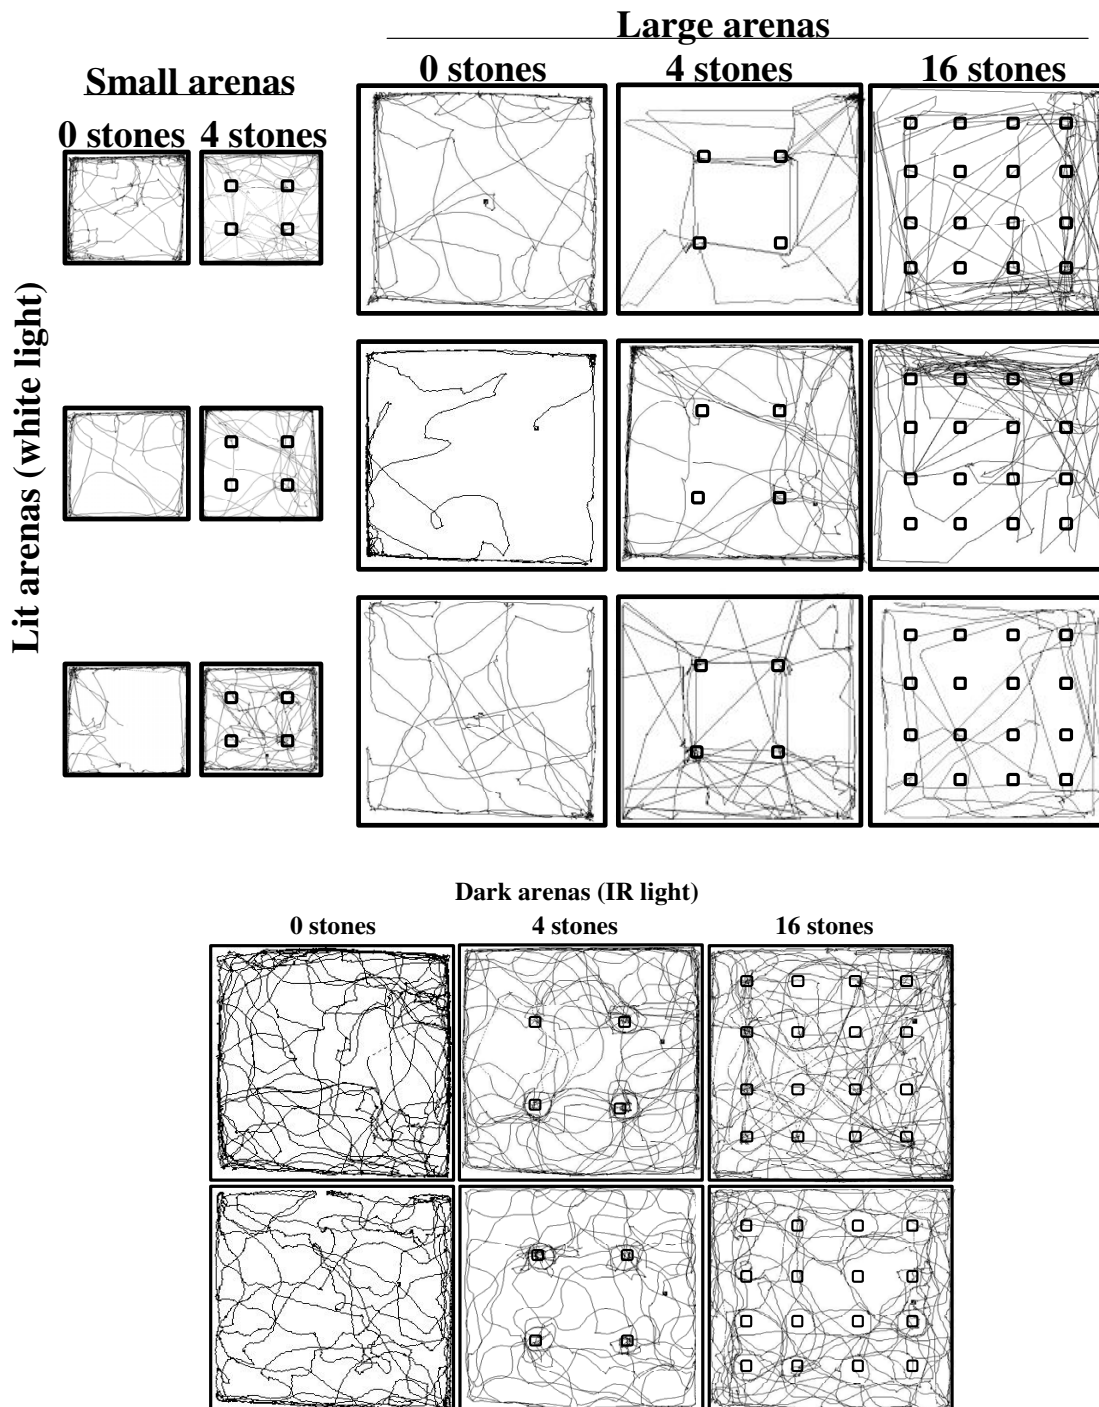 Large arenas
Small arenas
0 stones 4 stones 16 stones
0 stones 4 stones
Lit arenas (white light)
Dark arenas (IR light)
0 stones 4 stones 16 stones